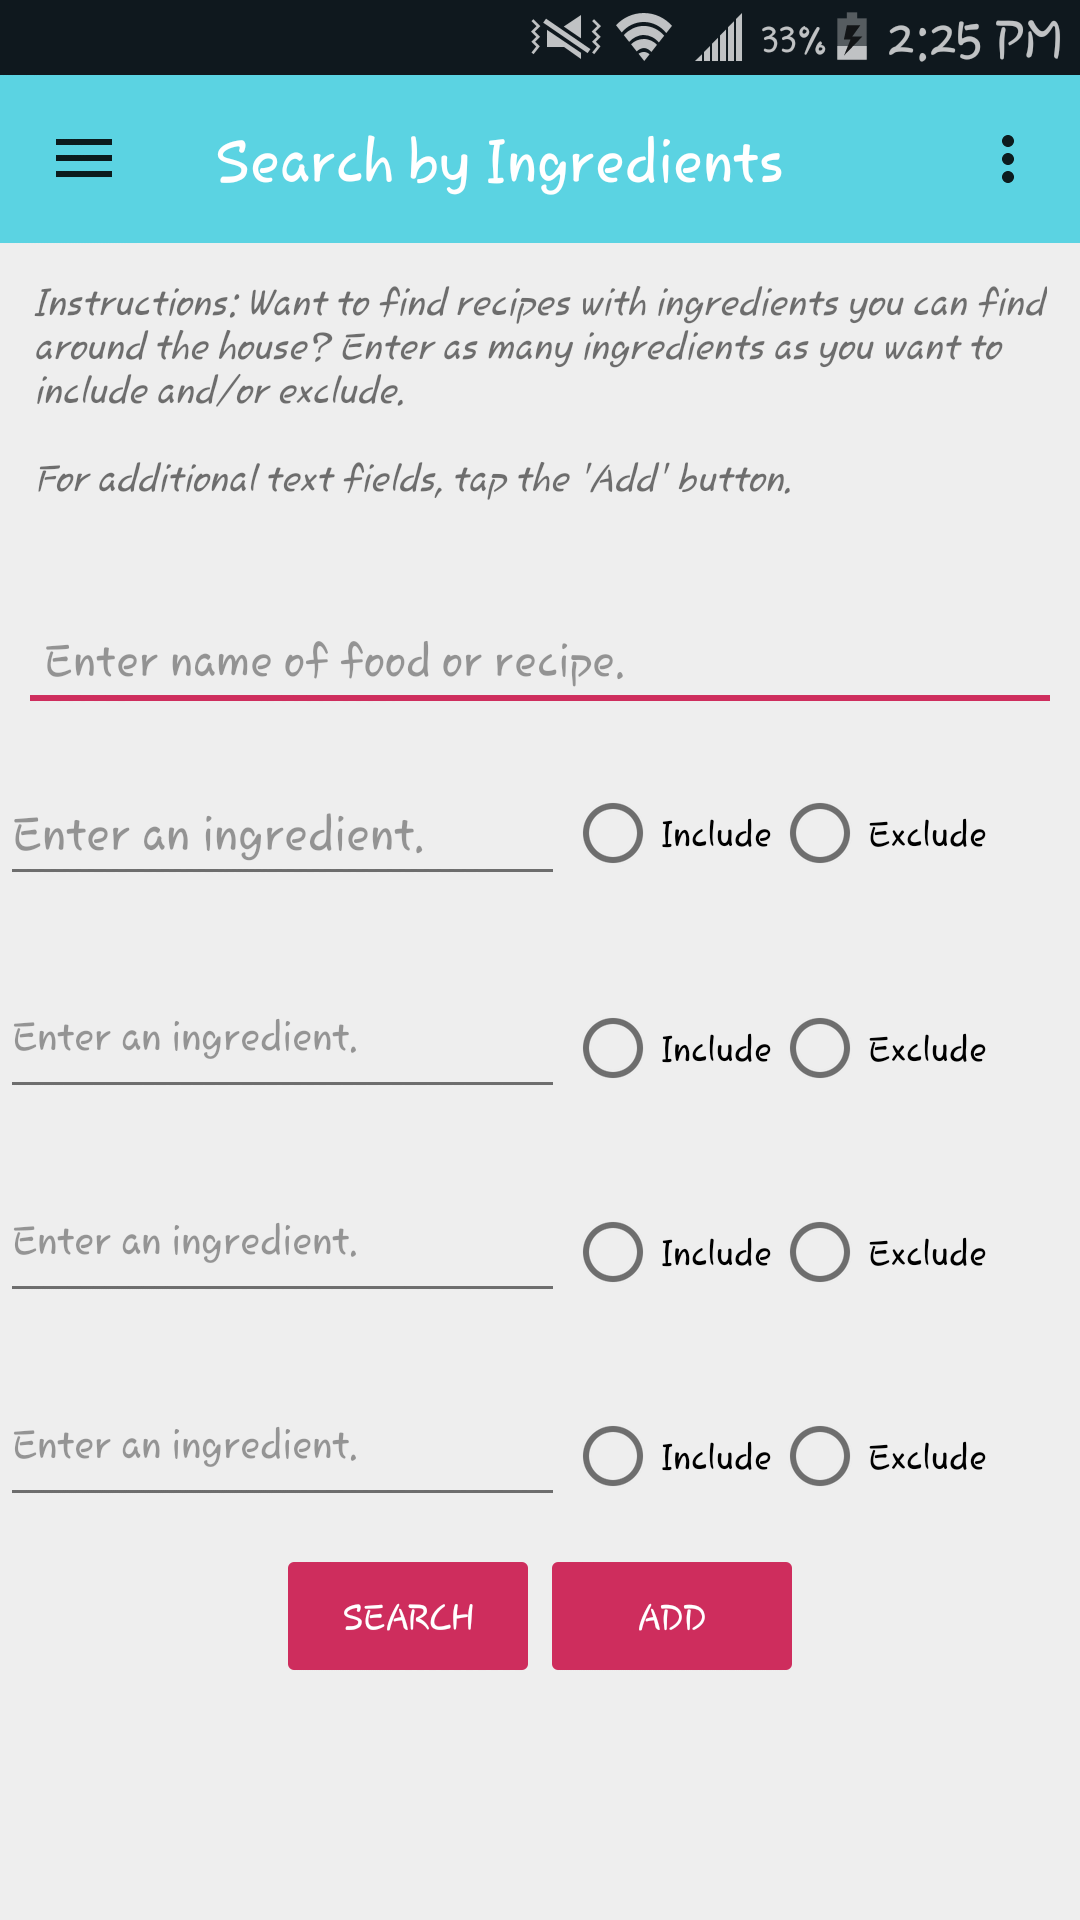 33% 2:25 PM
Search by Ingredients
Instructions: Want to find recipes with ingredients you can find
around the house? Enter as many ingredients as you want to
include and/or exclude.
For additional text fields, tap the 'Add' button.
Enter name of food or recipe.
Enter an ingredient. Include Exclude
Enter an ingredient. Include Exclude
Enter an ingredient. Include Exclude
Enter an ingredient. Include Exclude
SEARCH ADD